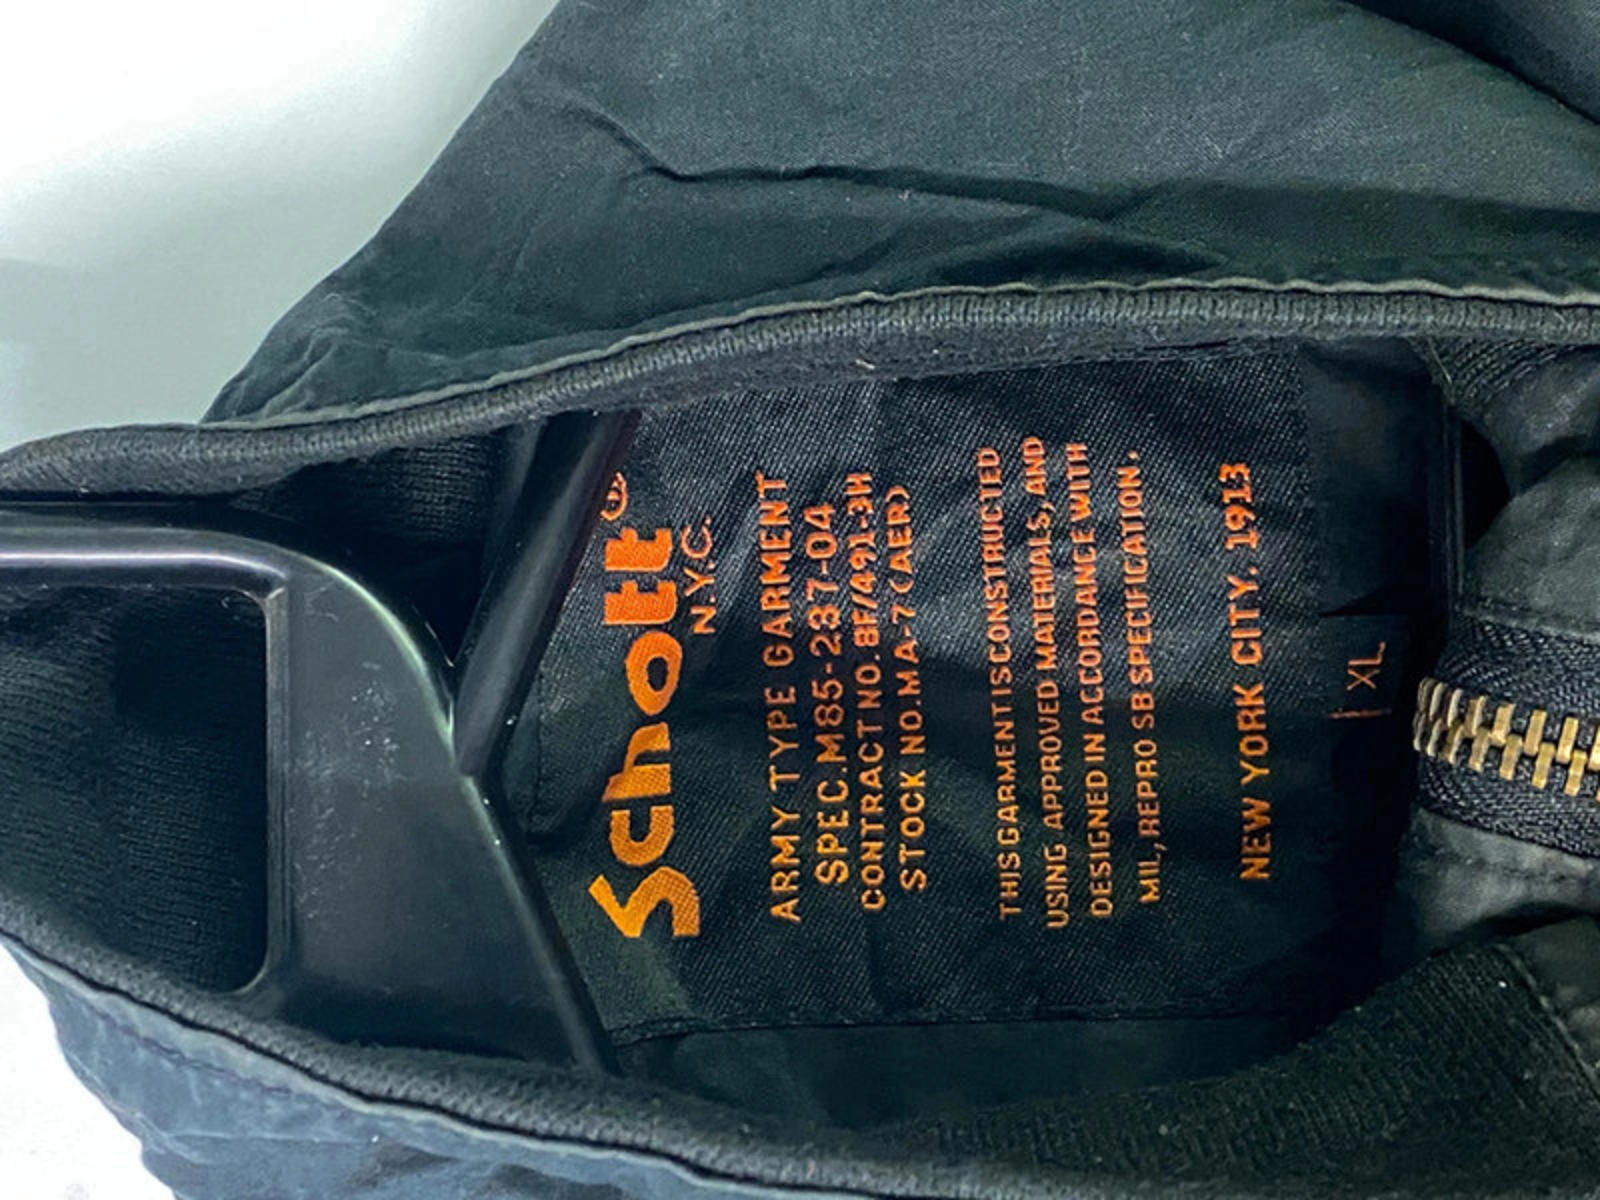 Schott
N.Y.C.
ARMY TYPE GARMENT
SPEC.M85-237-04
CONTRACT NO.8F/491-3H
STOCK NO.MA-7(AER)
THIS GARMENT IS CONSTRUCTED
USING APPROVED MATERIALS, AND
DESIGNED IN ACCORDANCE WITH
MIL, REPRO SB SPECIFICATION.
NEW YORK CITY. 1913
XL